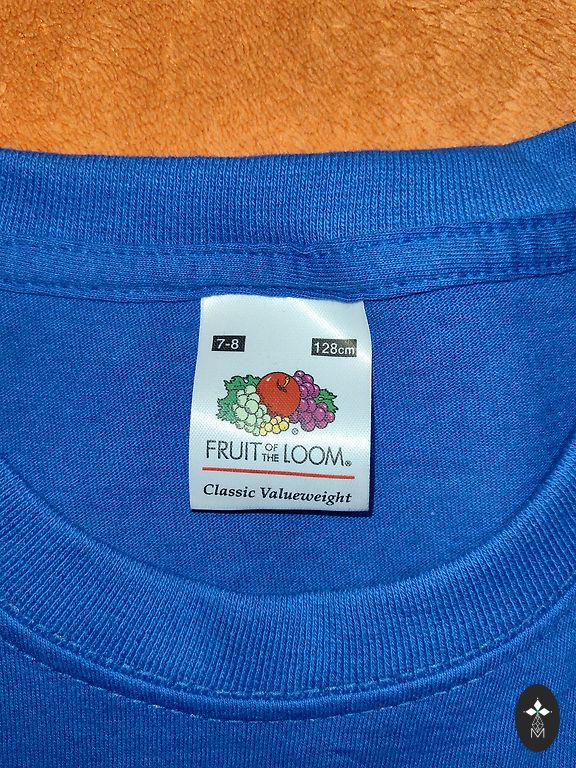 7-8 128cm
®
FRUIT OF THE LOOM®
Classic Valueweight
M